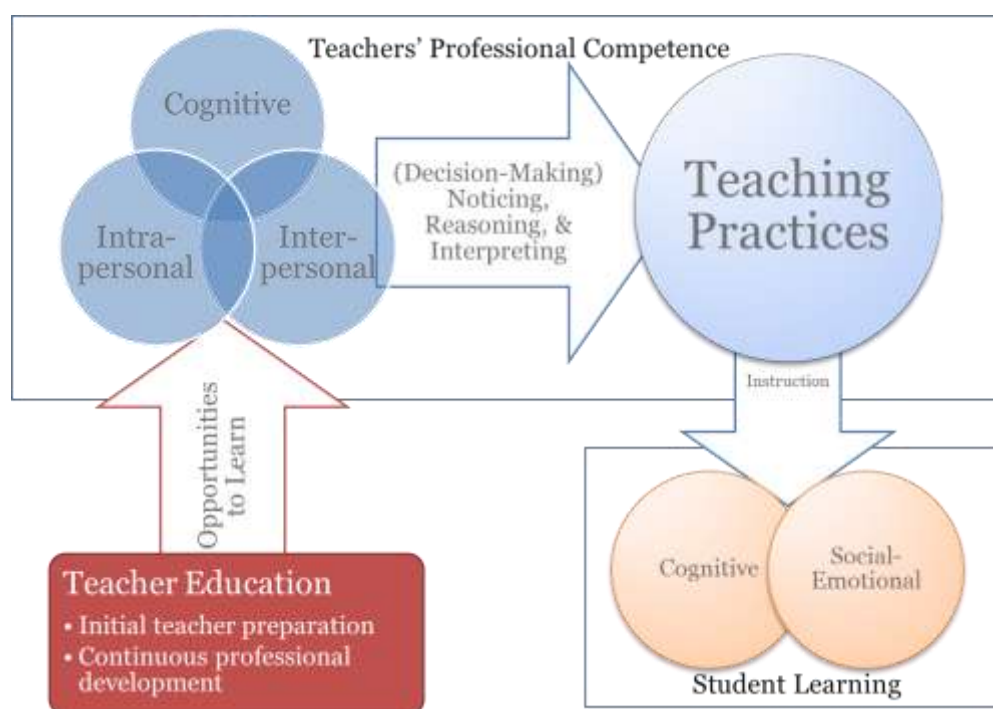 Teachers’ Professional Competence
Cognitive
Intra-
personal
Inter-
personal
(Decision-Making)
Noticing,
Reasoning, &
Interpreting
Teaching
Practices
Instruction
Opportunities
to Learn
Teacher Education
• Initial teacher preparation
• Continuous professional
development
Cognitive
Social-
Emotional
Student Learning